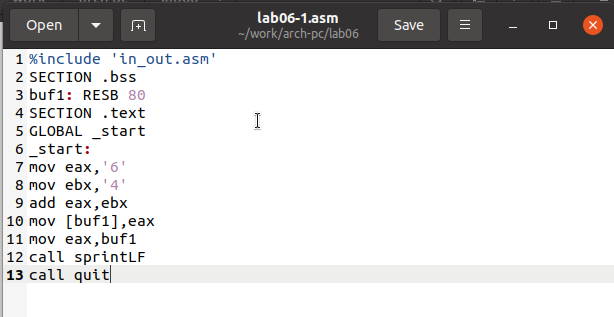 Open
lab06-1.asm
~/work/arch-pc/lab06
Save
1 %include 'in_out.asm'
2 SECTION .bss
3 buf1: RESB 80
4 SECTION .text
5 GLOBAL _start
6 _start:
7 mov eax,'6'
8 mov ebx,'4'
9 add eax,ebx
10 mov [buf1],eax
11 mov eax,buf1
12 call sprintLF
13 call quit